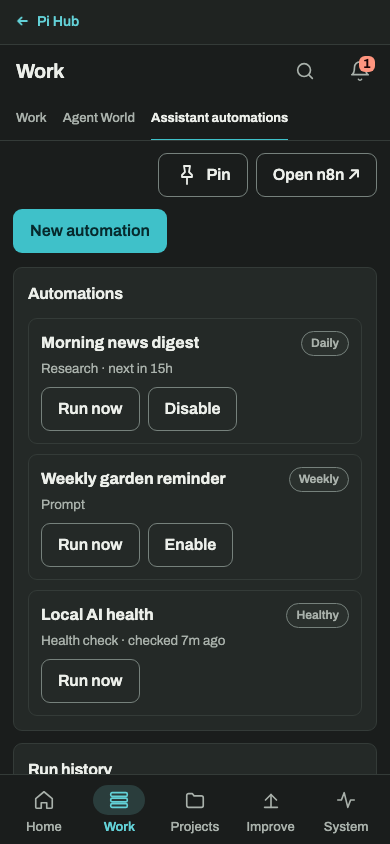 ← Pi Hub
Work
1
Work Agent World Assistant automations
Pin Open n8n ↗
New automation
Automations
Morning news digest Daily
Research · next in 15h
Run now Disable
Weekly garden reminder Weekly
Prompt
Run now Enable
Local AI health Healthy
Health check · checked 7m ago
Run now
Run history
Home Work Projects Improve System